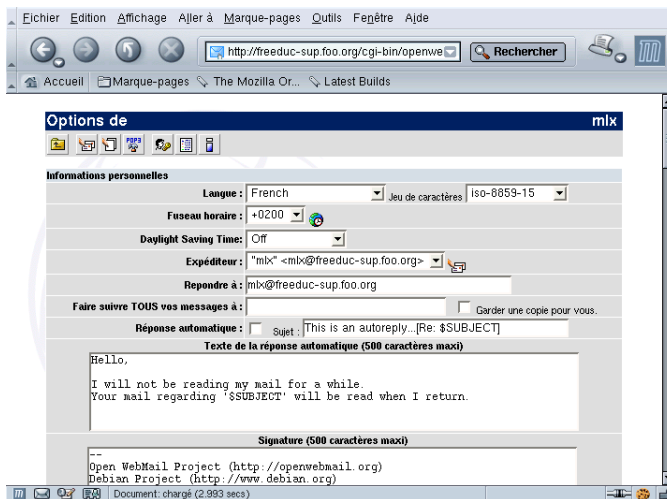 Fichier Edition Affichage Aller à Marque-pages Outils Fenêtre Aide
http://freeduc-sup.foo.org/cgi-bin/openwe Rechercher
Accueil Marque-pages The Mozilla Or... Latest Builds
Options de mlx
POP3
Informations personnelles
Langue : French Jeu de caractères iso-8859-15
Fuseau horaire : +0200
Daylight Saving Time: Off
Expéditeur : "mlx" <mlx@freeduc-sup.foo.org>
Repondre à : mlx@freeduc-sup.foo.org
Faire suivre TOUS vos messages à : Garder une copie pour vous.
Réponse automatique : Sujet : This is an autoreply...[Re: $SUBJECT]
Texte de la réponse automatique (500 caractères maxi)
Hello,
I will not be reading my mail for a while.
Your mail regarding '$SUBJECT' will be read when I return.
Signature (500 caractères maxi)
--
Open WebMail Project (http://openwebmail.org)
Debian Project (http://www.debian.org)
Document: chargé (2.993 secs)